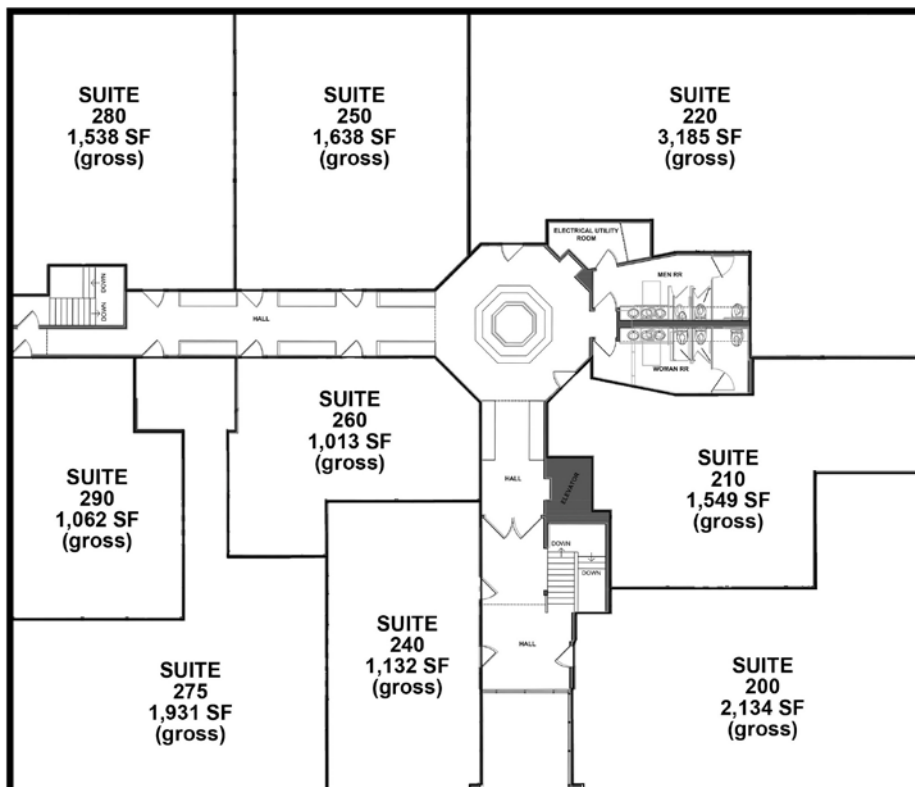 SUITE
280
1,538 SF
(gross)
SUITE
250
1,638 SF
(gross)
SUITE
220
3,185 SF
(gross)
ELECTRICAL UTILITY
ROOM
MEN RR
DOWN
DOWN
HALL
WOMAN RR
SUITE
260
1,013 SF
(gross)
SUITE
290
1,062 SF
(gross)
HALL
ELEVATOR
SUITE
210
1,549 SF
(gross)
DOWN
DOWN
SUITE
240
1,132 SF
(gross)
HALL
SUITE
275
1,931 SF
(gross)
SUITE
200
2,134 SF
(gross)